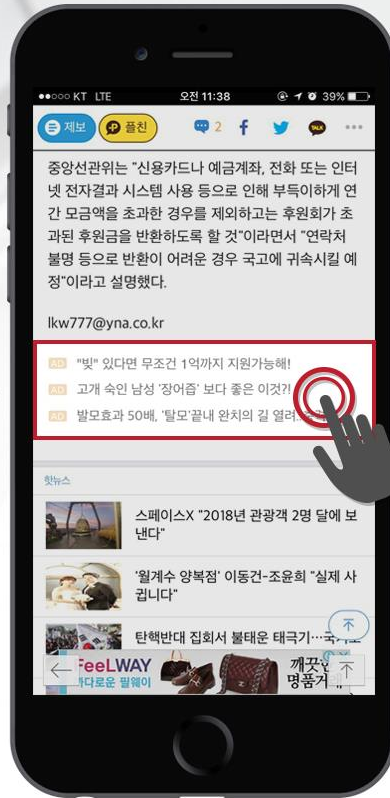 KT LTE 오전 11:38 39%
제보 플친 2 f TALK
중앙선관위는 "신용카드나 예금계좌, 전화 또는 인터
넷 전자결과 시스템 사용 등으로 인해 부득이하게 연
간 모금액을 초과한 경우를 제외하고는 후원회가 초
과된 후원금을 반환하도록 할 것"이라면서 "연락처
불명 등으로 반환이 어려운 경우 국고에 귀속시킬 예
정"이라고 설명했다.
lkw777@yna.co.kr
AD "빚" 있다면 무조건 1억까지 지원가능해!
AD 고개 숙인 남성 '장어즙' 보다 좋은 이것?!
AD 발모효과 50배, '탈모'끝내 완치의 길 열려..
핫뉴스
스페이스X "2018년 관광객 2명 달에 보
낸다"
'월계수 양복점' 이동건-조윤희 "실제 사
귑니다"
탄핵반대 집회서 불태운 태극기…
FeeLWAY
까다로운 필웨이
깨끗한
명품거래